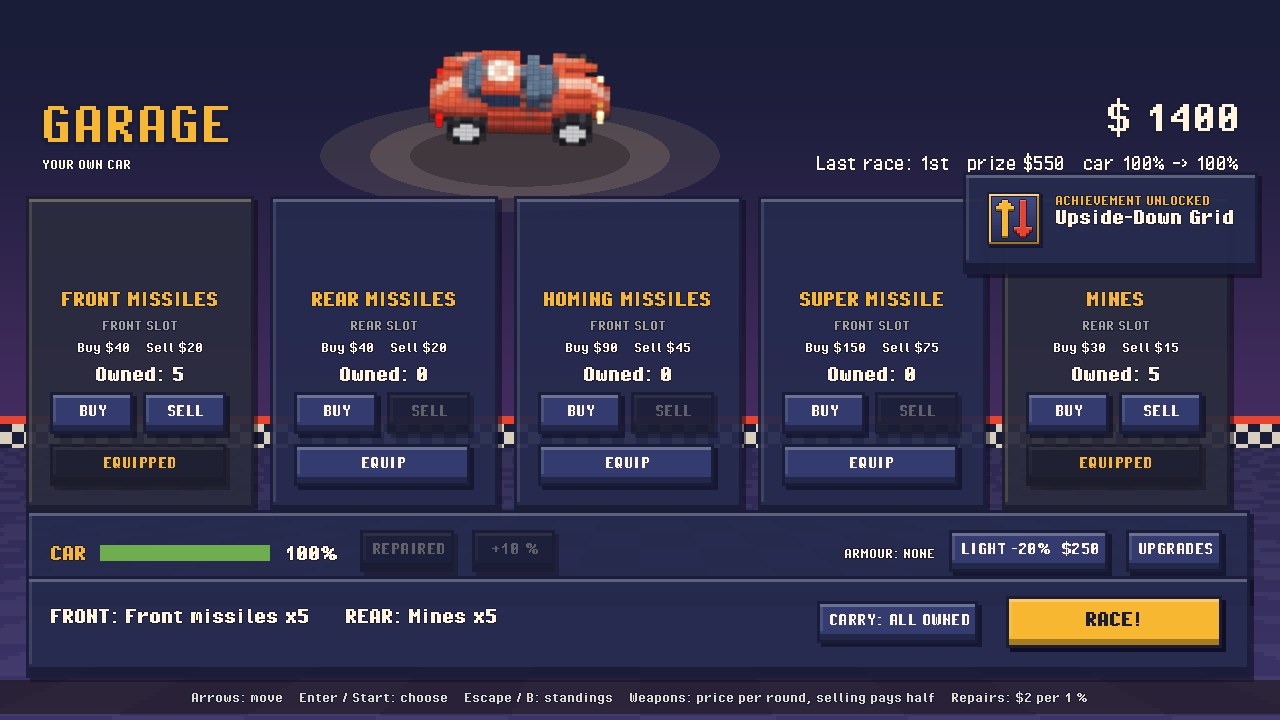 GARAGE
YOUR OWN CAR
$ 1400
Last race: 1st prize $550 car 100% -> 100%
ACHIEVEMENT UNLOCKED
Upside-Down Grid
FRONT MISSILES
FRONT SLOT
Buy $40 Sell $20
Owned: 5
BUY SELL
EQUIPPED
REAR MISSILES
REAR SLOT
Buy $40 Sell $20
Owned: 0
BUY SELL
EQUIP
HOMING MISSILES
FRONT SLOT
Buy $90 Sell $45
Owned: 0
BUY SELL
EQUIP
SUPER MISSILE
FRONT SLOT
Buy $150 Sell $75
Owned: 0
BUY SELL
EQUIP
MINES
REAR SLOT
Buy $30 Sell $15
Owned: 5
BUY SELL
EQUIPPED
CAR 100% REPAIRED +10 % ARMOUR: NONE LIGHT -20% $250 UPGRADES
FRONT: Front missiles x5 REAR: Mines x5 CARRY: ALL OWNED RACE!
Arrows: move Enter / Start: choose Escape / B: standings Weapons: price per round, selling pays half Repairs: $2 per 1 %